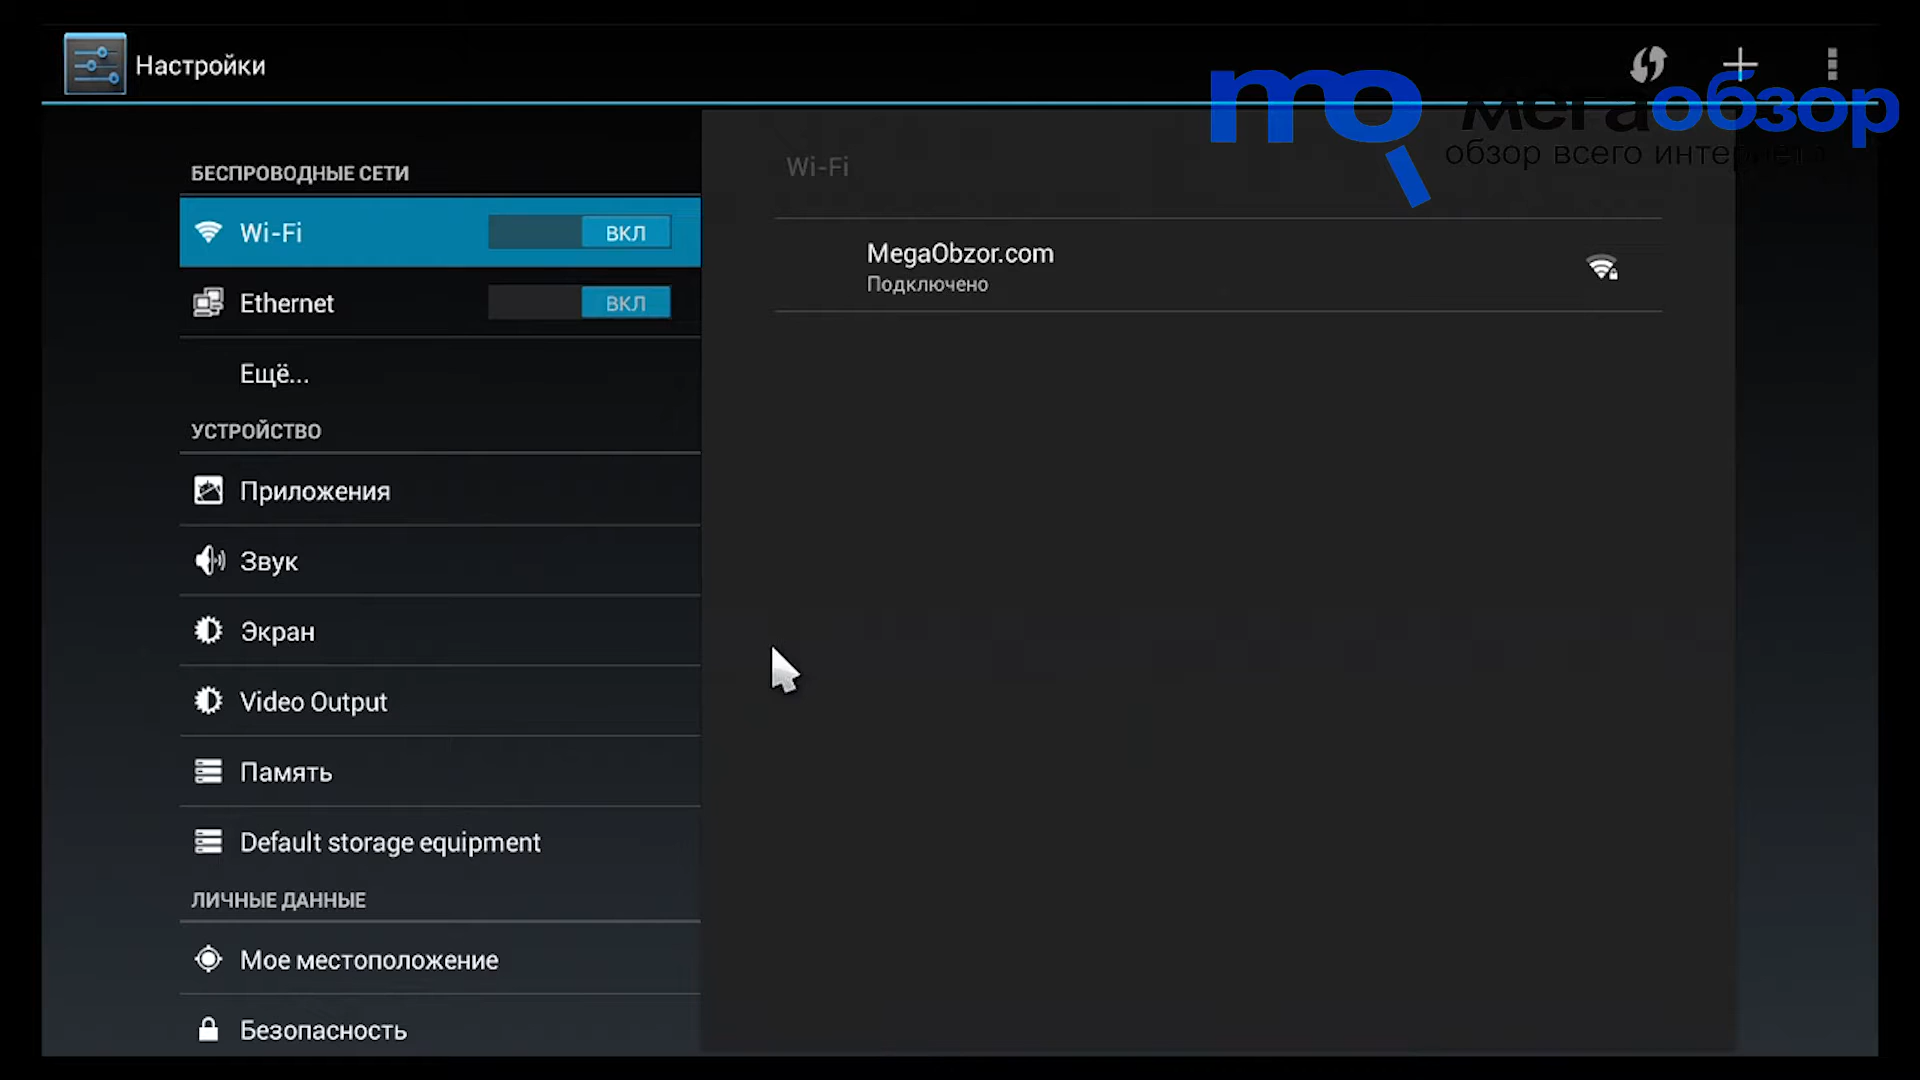 Настройки
мегаобзор
обзор всего интернета
БЕСПРОВОДНЫЕ СЕТИ
Wi-Fi
ВКЛ
Ethernet
ВКЛ
Ещё...
УСТРОЙСТВО
Приложения
Звук
Экран
Video Output
Память
Default storage equipment
ЛИЧНЫЕ ДАННЫЕ
Мое местоположение
Безопасность
Wi-Fi
MegaObzor.com
Подключено